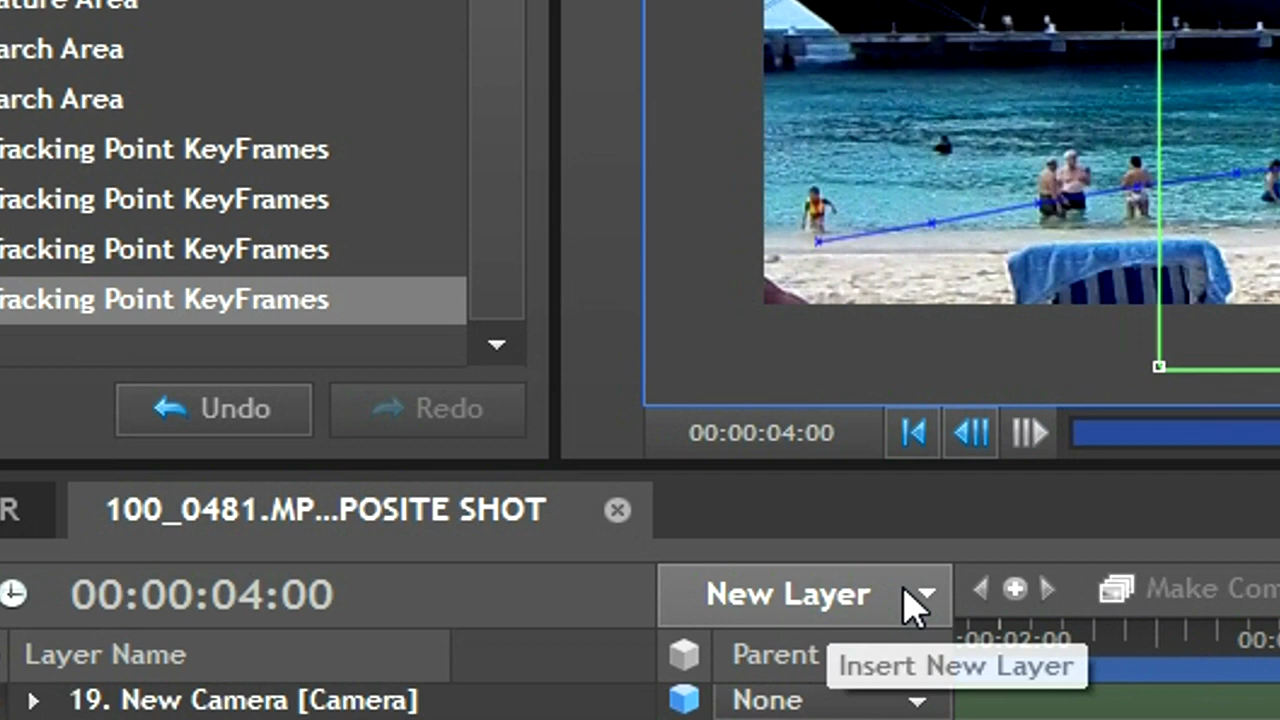 ature Area
arch Area
arch Area
racking Point KeyFrames
racking Point KeyFrames
racking Point KeyFrames
racking Point KeyFrames
Undo
Redo
00:00:04:00
R
100_0481.MP...POSITE SHOT
00:00:04:00
New Layer
Make Com
Layer Name
Parent
:00:02:00
00:
Insert New Layer
19. New Camera [Camera]
None